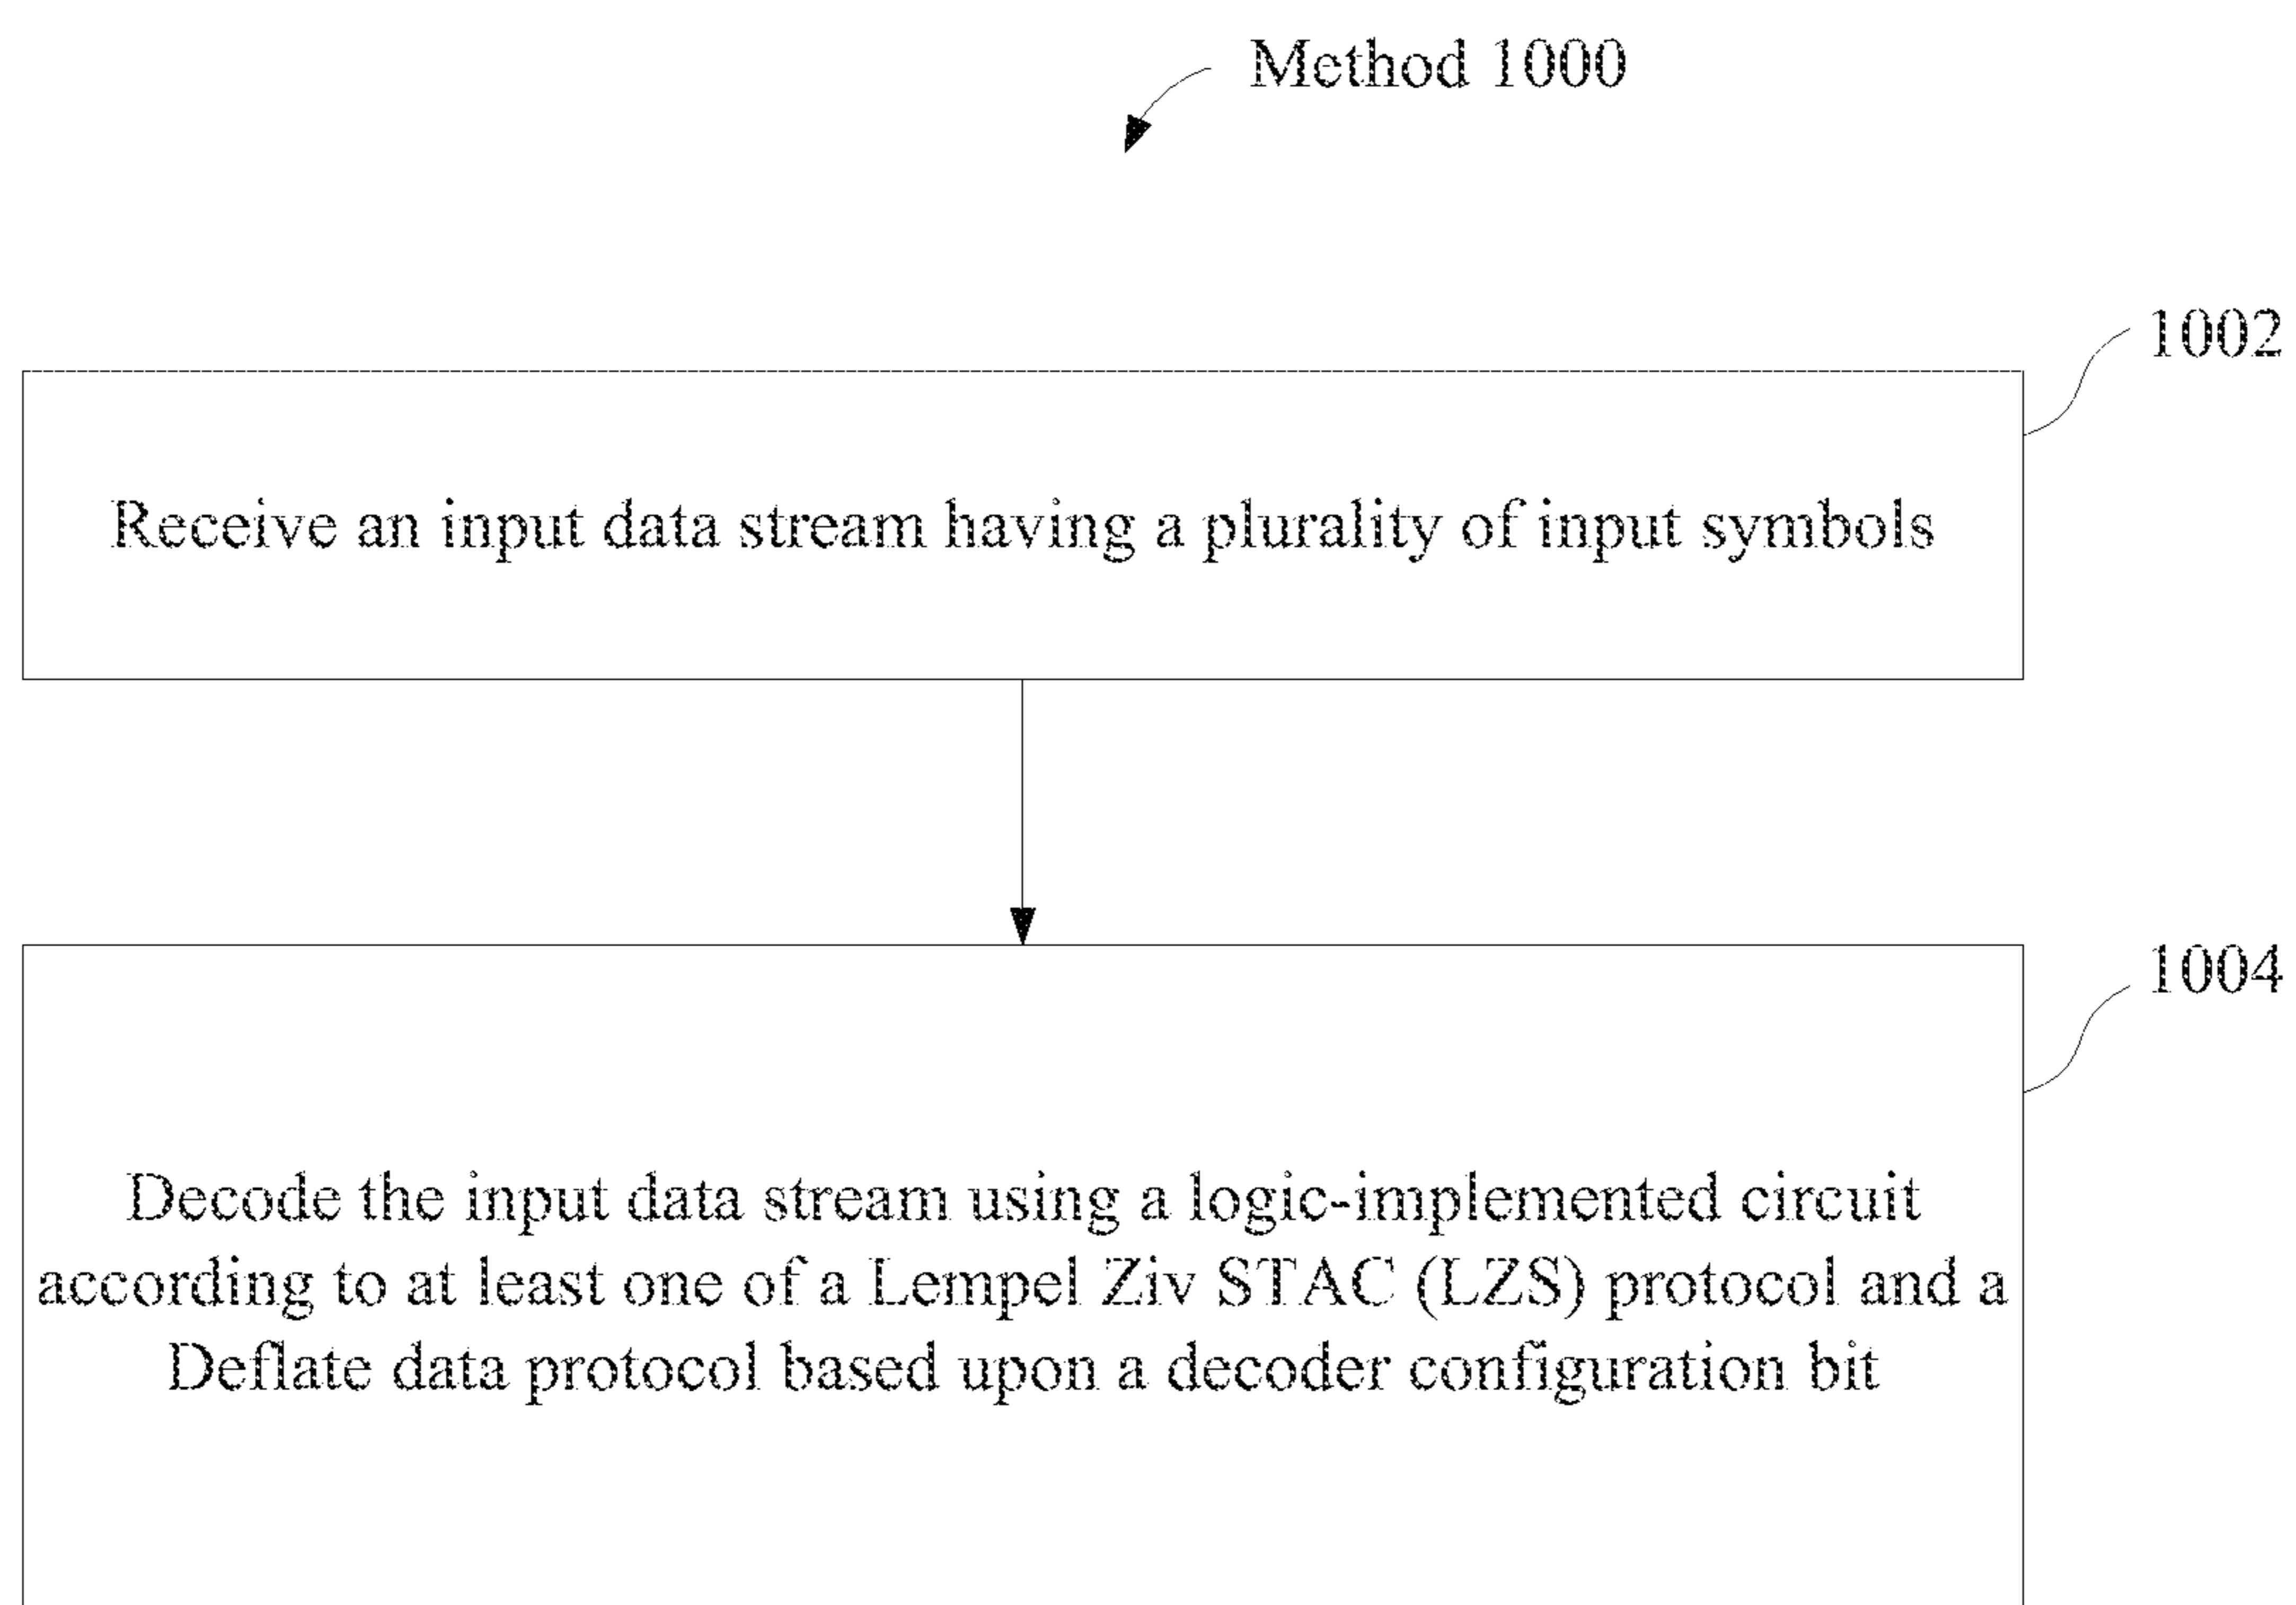 Method 1000
1002
Receive an input data stream having a plurality of input symbols
1004
Decode the input data stream using a logic-implemented circuit
according to at least one of a Lempel Ziv STAC (LZS) protocol and a
Deflate data protocol based upon a decoder configuration bit